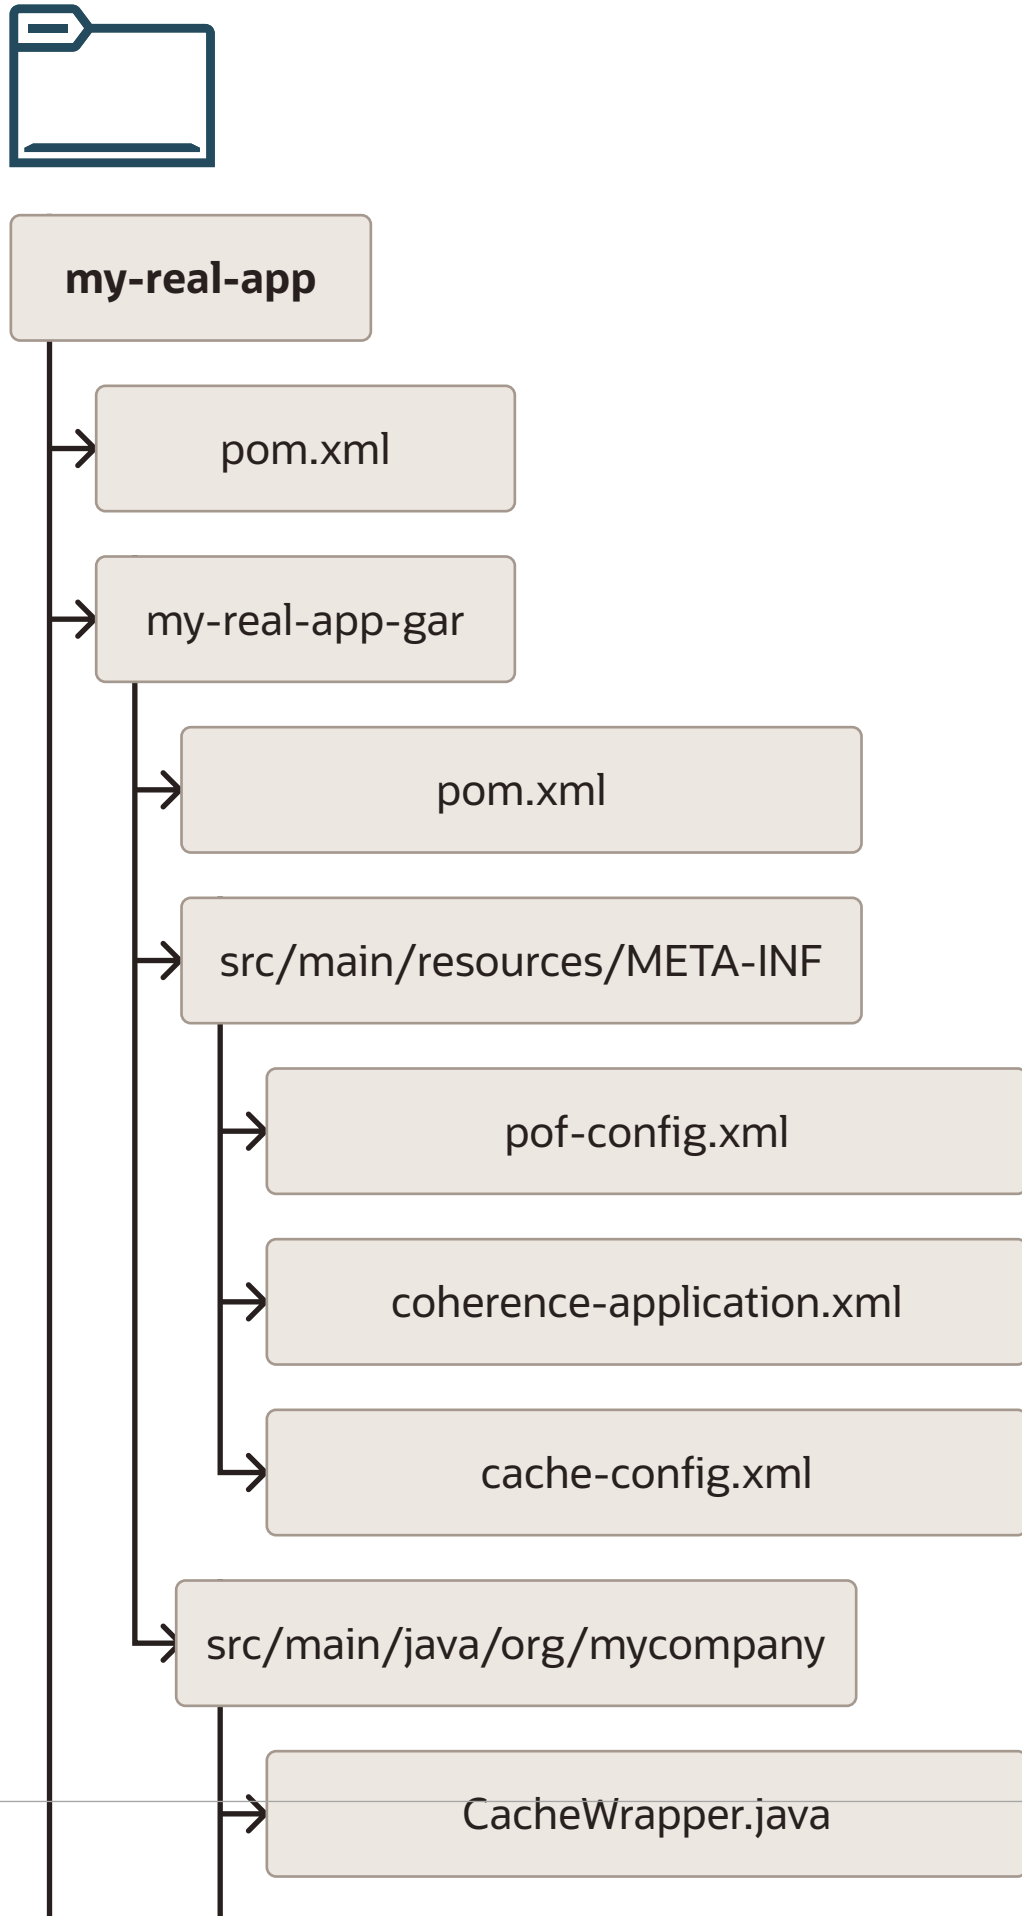 my-real-app
pom.xml
my-real-app-gar
pom.xml
src/main/resources/META-INF
pof-config.xml
coherence-application.xml
cache-config.xml
src/main/java/org/mycompany
CacheWrapper.java